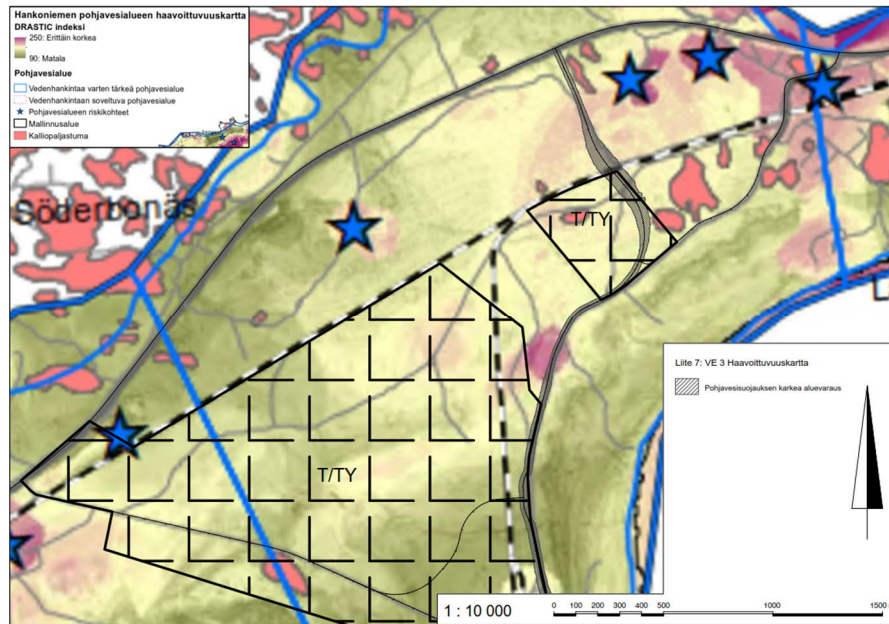 Hankoniemen pohjavesialueen haavoittuvuuskartta
DRASTIC indeksi
250: Erittäin korkea
90: Matala
Pohjavesialue
Vedenhankintaa varten tärkeä pohjavesialue
Vedenhankintaan soveltuva pohjavesialue
Pohjavesialueen riskikohteet
Mallinnusalue
Kalliopaljastuma
Söderbonäs
T/TY
T/TY
Liite 7: VE 3 Haavoittuvuuskartta
Pohjavesisuojauksen karkea aluevaraus
1 : 10 000
0 100 200 300 400 500 1000 1500